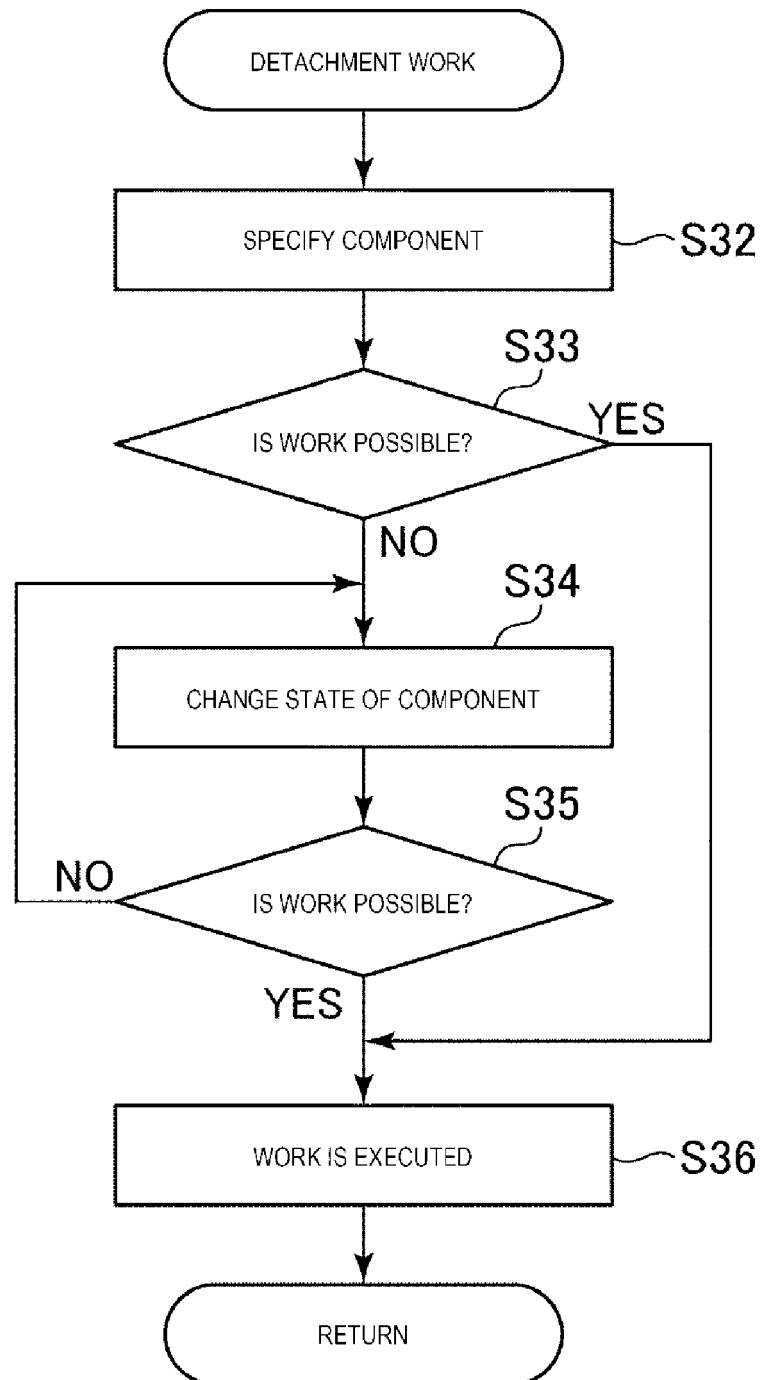 DETACHMENT WORK
SPECIFY COMPONENT
S32
S33
IS WORK POSSIBLE?
YES
NO
S34
CHANGE STATE OF COMPONENT
S35
NO
IS WORK POSSIBLE?
YES
WORK IS EXECUTED
S36
RETURN